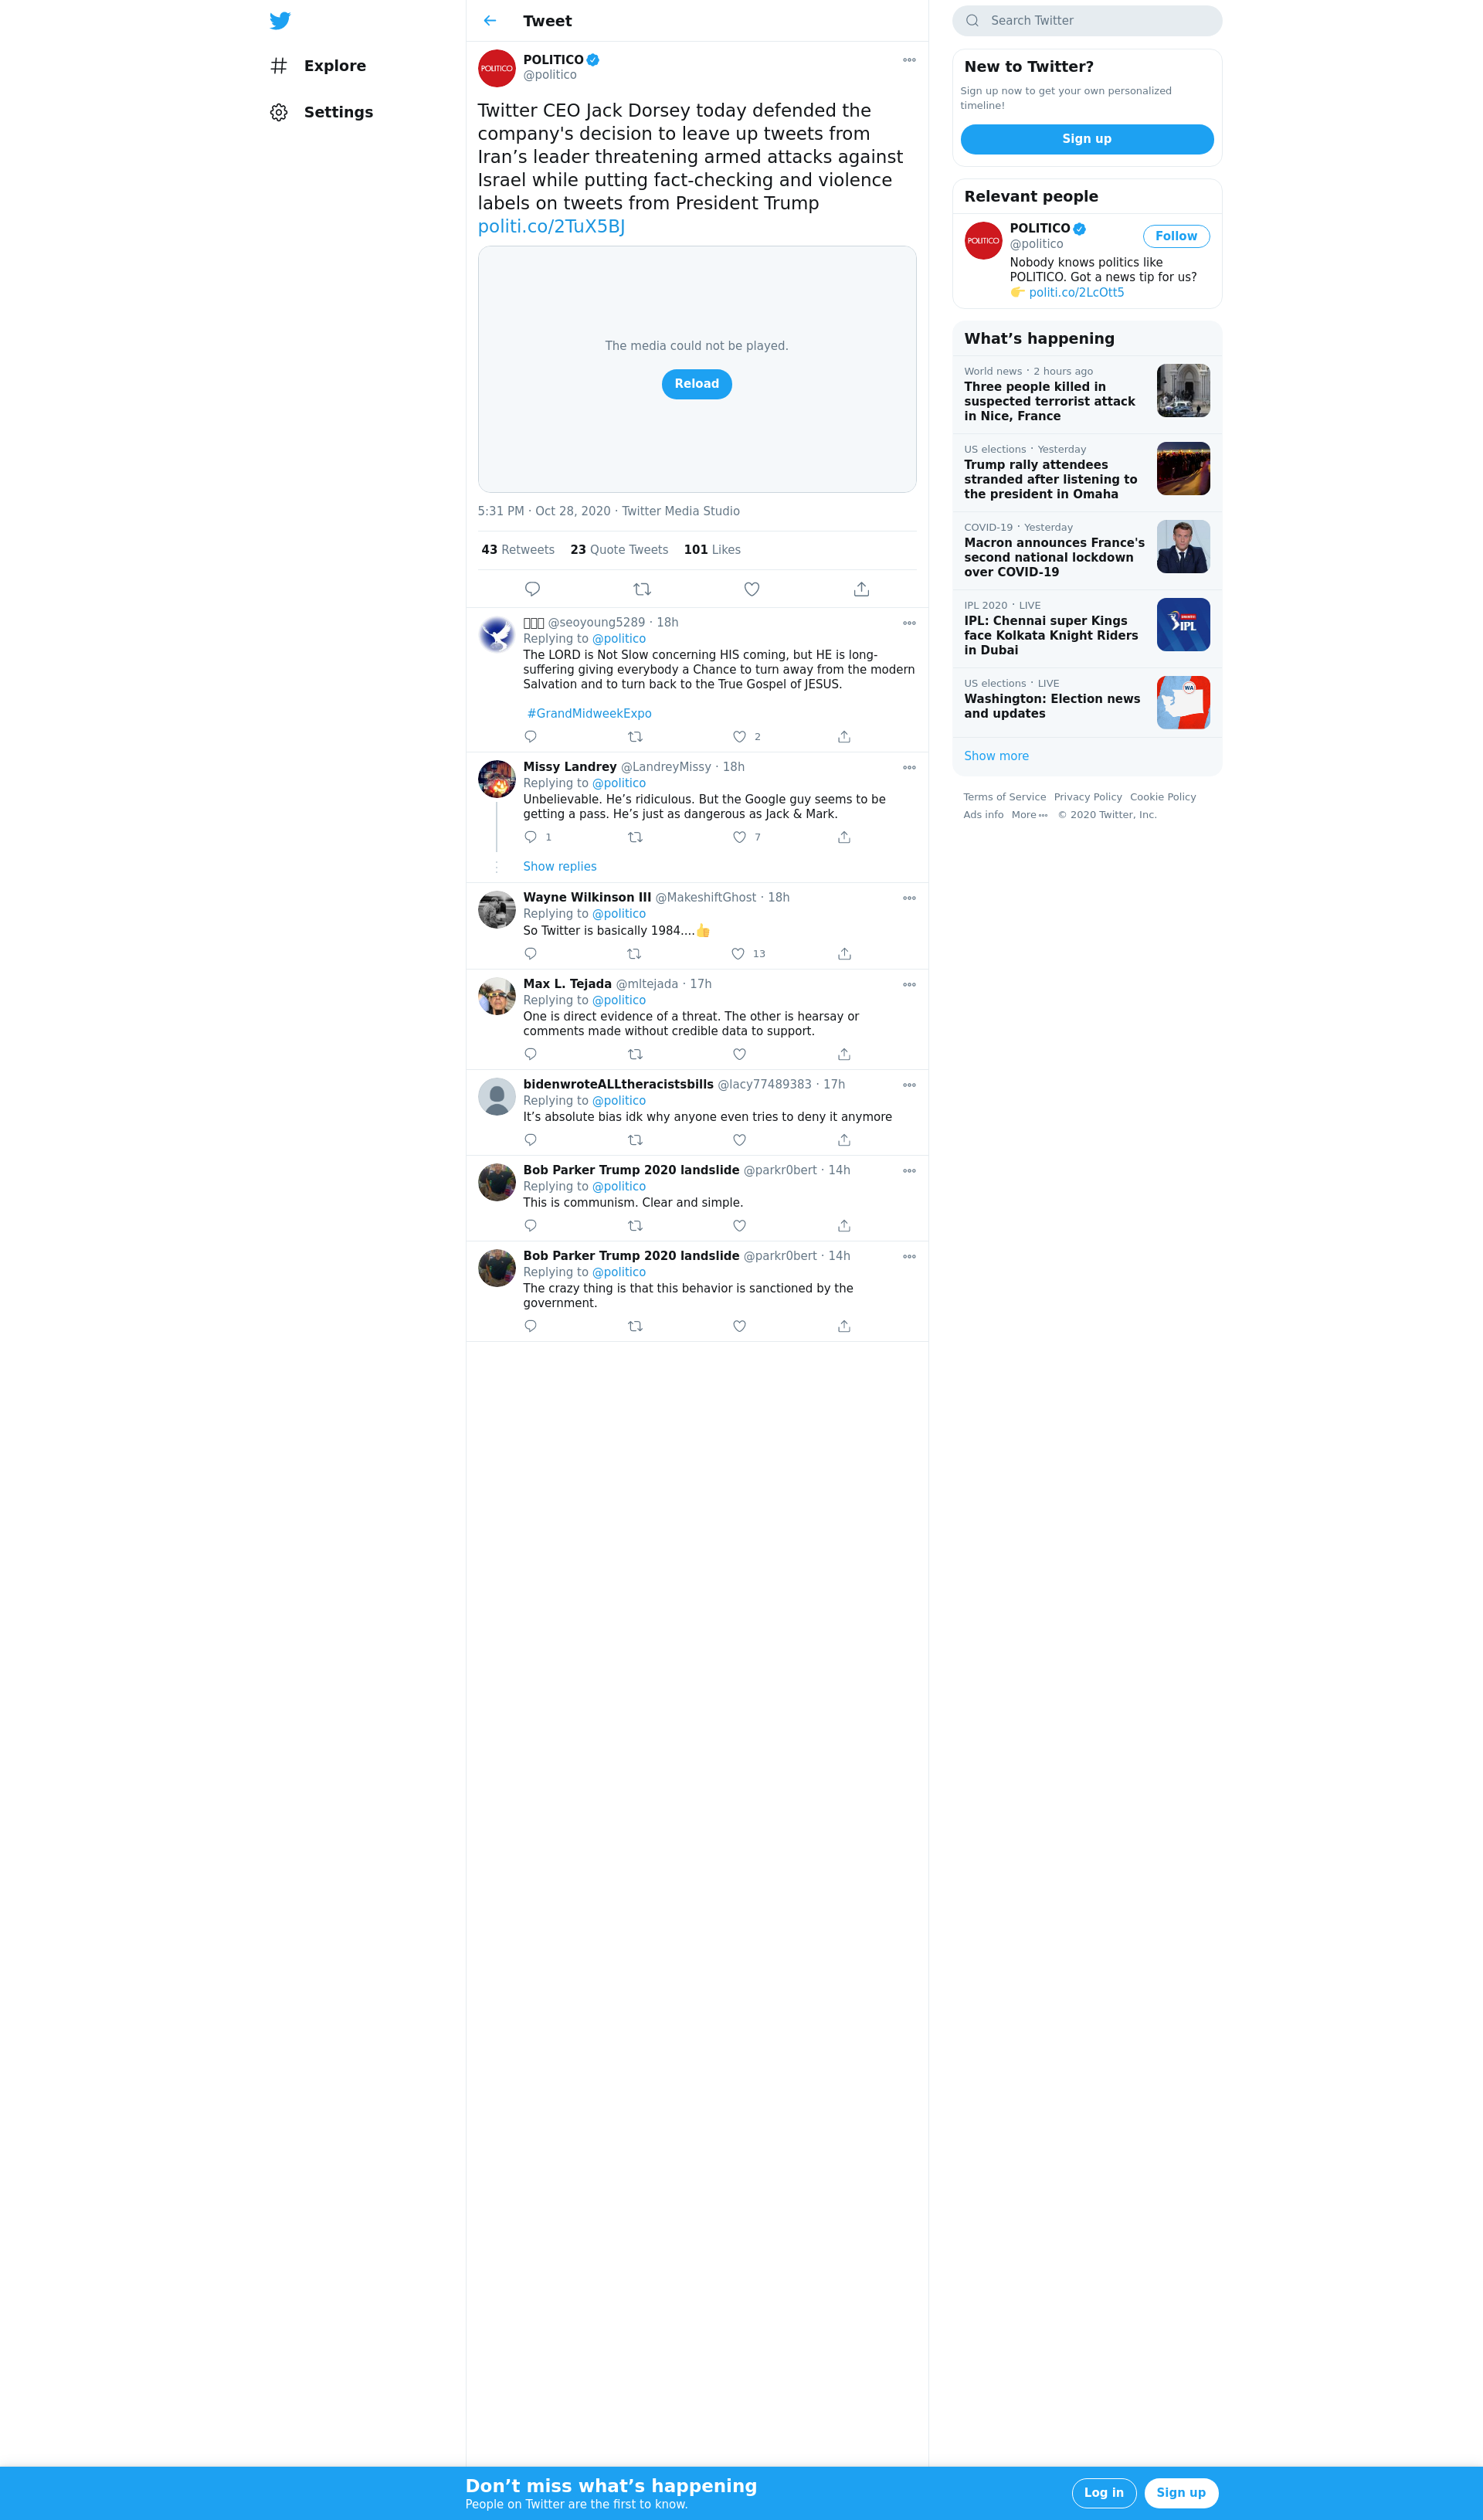 Explore
Settings
Tweet
POLITICO
POLITICO
@politico
Twitter CEO Jack Dorsey today defended the
company's decision to leave up tweets from
Iran’s leader threatening armed attacks against
Israel while putting fact-checking and violence
labels on tweets from President Trump
politi.co/2TuX5BJ
The media could not be played.
Reload
5:31 PM · Oct 28, 2020 · Twitter Media Studio
43 Retweets 23 Quote Tweets 101 Likes
@seoyoung5289 · 18h
Replying to @politico
The LORD is Not Slow concerning HIS coming, but HE is long-
suffering giving everybody a Chance to turn away from the modern
Salvation and to turn back to the True Gospel of JESUS.
#GrandMidweekExpo
2
Missy Landrey @LandreyMissy · 18h
Replying to @politico
Unbelievable. He’s ridiculous. But the Google guy seems to be
getting a pass. He’s just as dangerous as Jack & Mark.
1 7
Show replies
Wayne Wilkinson III @MakeshiftGhost · 18h
Replying to @politico
So Twitter is basically 1984....👍
13
Max L. Tejada @mltejada · 17h
Replying to @politico
One is direct evidence of a threat. The other is hearsay or
comments made without credible data to support.
bidenwroteALLtheracistsbills @lacy77489383 · 17h
Replying to @politico
It’s absolute bias idk why anyone even tries to deny it anymore
Bob Parker Trump 2020 landslide @parkr0bert · 14h
Replying to @politico
This is communism. Clear and simple.
Bob Parker Trump 2020 landslide @parkr0bert · 14h
Replying to @politico
The crazy thing is that this behavior is sanctioned by the
government.
Search Twitter
New to Twitter?
Sign up now to get your own personalized
timeline!
Sign up
Relevant people
POLITICO
POLITICO
@politico
Follow
Nobody knows politics like
POLITICO. Got a news tip for us?
👉 politi.co/2LcOtt5
What’s happening
World news · 2 hours ago
Three people killed in
suspected terrorist attack
in Nice, France
US elections · Yesterday
Trump rally attendees
stranded after listening to
the president in Omaha
COVID-19 · Yesterday
Macron announces France's
second national lockdown
over COVID-19
IPL 2020 · LIVE
IPL: Chennai super Kings
face Kolkata Knight Riders
in Dubai
IPL
US elections · LIVE
Washington: Election news
and updates
WA
Show more
Terms of Service Privacy Policy Cookie Policy
Ads info More © 2020 Twitter, Inc.
Don’t miss what’s happening
People on Twitter are the first to know.
Log in
Sign up